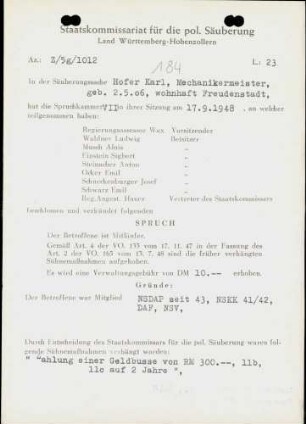 Staatskommissariat für die pol. Säuberung
Land Württemberg-Hohenzollern
Az.: Z/5g/1012
184
L.: 23
In der Säuberungssache Hofer Karl, Mechanikermeister,
geb. 2.5.06, wohnhaft Freudenstadt,
hat die Spruchkammer VII in ihrer Sitzung am 17.9.1948 , an welcher
teilgenommen haben:
Regierungsassessor Wax Vorsitzender
Waldner Ludwig Beisitzer
Mundt Alois "
Einstein Sigbert "
Steimacher Anton "
Ocker Emil "
Schneckenburger Josef "
Schwarz Emil "
Reg.Angest. Hauer Vertreter des Staatskommissars
beschlossen und verkündet folgenden
SPRUCH
Der Betroffene ist Mitläufer.
Gemäß Art. 4 der VO. 133 vom 17. 11. 47 in der Fassung des
Art. 2 der VO. 165 vom 13. 7. 48 sind die früher verhängten
Sühnemaßnahmen aufgehoben.
Es wird eine Verwaltungsgebühr von DM 10.-- erhoben.
Gründe:
Der Betroffene war Mitglied NSDAP seit 43, NSKK 41/42,
DAF, NSV,
Durch Entscheidung des Staatskommissars für die pol. Säuberung waren folgende
Sühnemaßnahmen verhängt worden:
" Zahlung einer Geldbusse von RM 300.--, 11b,
11c auf 2 Jahre ",